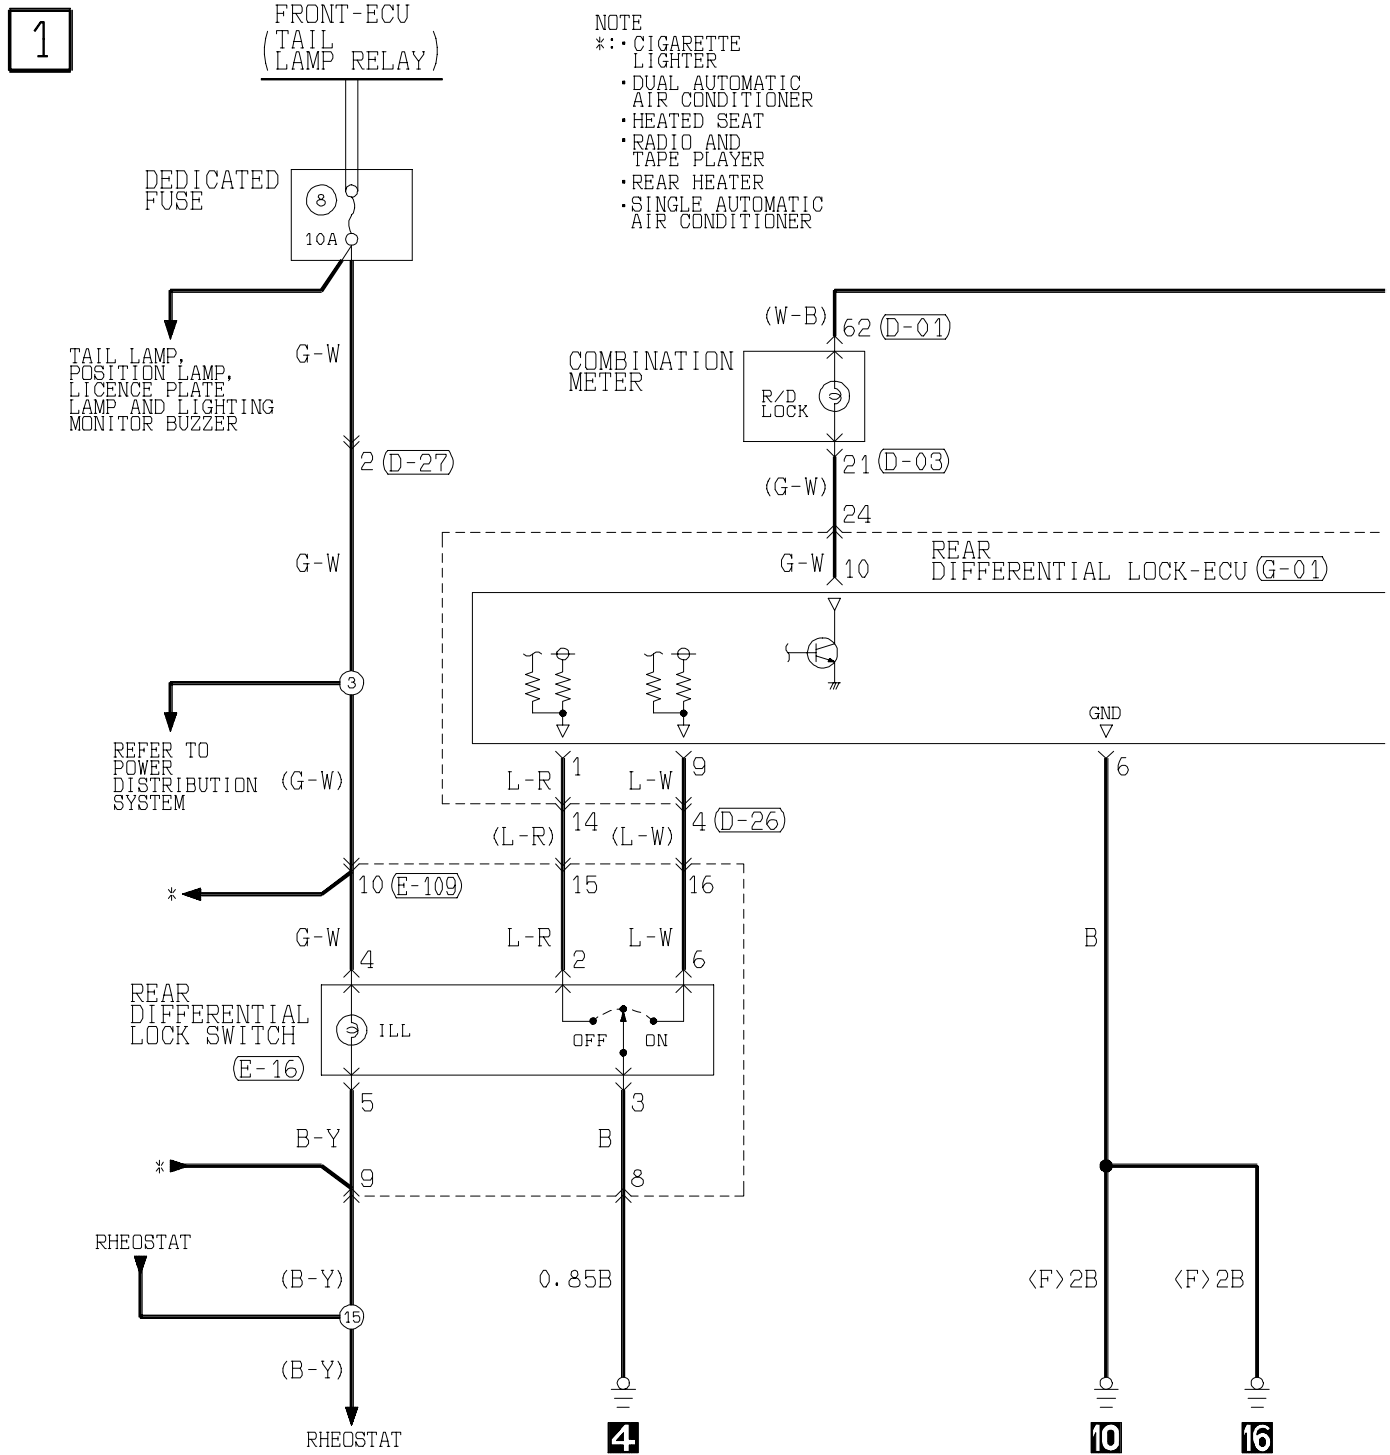 1
FRONT-ECU
(TAIL
LAMP RELAY)
NOTE
*:・CIGARETTE
LIGHTER
・DUAL AUTOMATIC
AIR CONDITIONER
・HEATED SEAT
・RADIO AND
TAPE PLAYER
・REAR HEATER
・SINGLE AUTOMATIC
AIR CONDITIONER
DEDICATED
FUSE
8
10A
TAIL LAMP,
POSITION LAMP,
LICENCE PLATE
LAMP AND LIGHTING
MONITOR BUZZER
G-W
2 (D-27)
(W-B)
62 (D-01)
COMBINATION
METER
R/D
LOCK
21 (D-03)
(G-W)
24
G-W
G-W
10
REAR
DIFFERENTIAL LOCK-ECU (G-01)
3
REFER TO
POWER
DISTRIBUTION
SYSTEM
(G-W)
GND
L-R
1
L-W
9
6
(L-R)
14
(L-W)
4 (D-26)
*
10 (E-109)
15
16
G-W
4
L-R
2
L-W
6
B
REAR
DIFFERENTIAL
LOCK SWITCH
(E-16)
ILL
OFF
ON
5
3
B-Y
B
*
9
8
RHEOSTAT
(B-Y)
0.85B
<F>2B
<F>2B
15
(B-Y)
RHEOSTAT
4
10
16